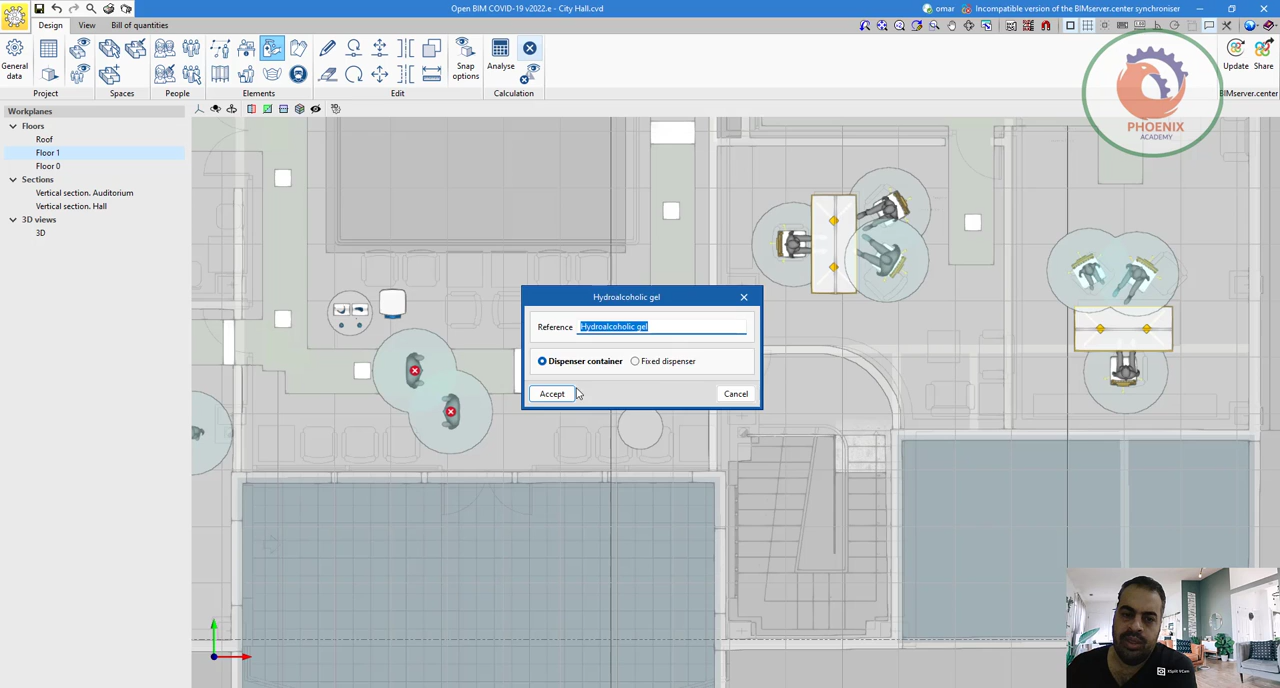 Open BIM COVID-19 v2022.e - City Hall.cvd
omar
Incompatible version of the BIMserver.center synchroniser
Design
View
Bill of quantities
General data
Snap options
Analyse
Update
Share
Project
Spaces
People
Elements
Edit
Calculation
BIMserver.center
PHOENIX
ACADEMY
Workplanes
Floors
Roof
Floor 1
Floor 0
Sections
Vertical section. Auditorium
Vertical section. Hall
3D views
3D
Hydroalcoholic gel
Reference
Hydroalcoholic gel
Dispenser container
Fixed dispenser
Accept
Cancel
XSplit VCam